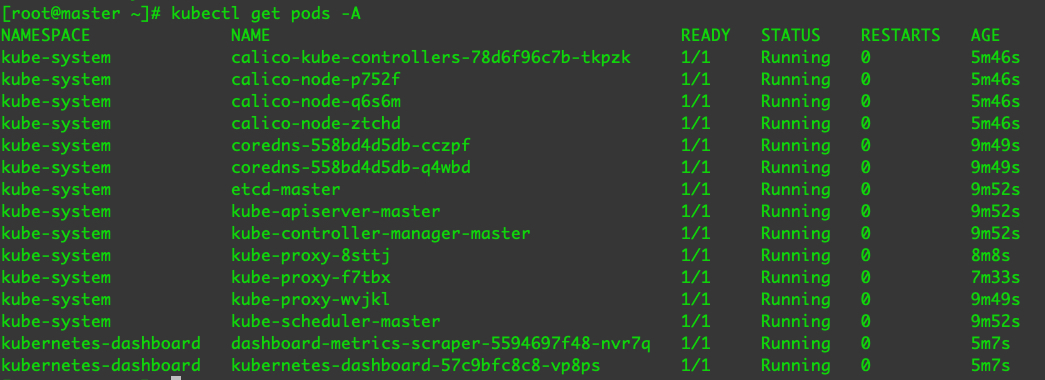 [root@master ~]# kubectl get pods -A
NAMESPACE NAME READY STATUS RESTARTS AGE
kube-system calico-kube-controllers-78d6f96c7b-tkpzk 1/1 Running 0 5m46s
kube-system calico-node-p752f 1/1 Running 0 5m46s
kube-system calico-node-q6s6m 1/1 Running 0 5m46s
kube-system calico-node-ztchd 1/1 Running 0 5m46s
kube-system coredns-558bd4d5db-cczpf 1/1 Running 0 9m49s
kube-system coredns-558bd4d5db-q4wbd 1/1 Running 0 9m49s
kube-system etcd-master 1/1 Running 0 9m52s
kube-system kube-apiserver-master 1/1 Running 0 9m52s
kube-system kube-controller-manager-master 1/1 Running 0 9m52s
kube-system kube-proxy-8sttj 1/1 Running 0 8m8s
kube-system kube-proxy-f7tbx 1/1 Running 0 7m33s
kube-system kube-proxy-wvjkl 1/1 Running 0 9m49s
kube-system kube-scheduler-master 1/1 Running 0 9m52s
kubernetes-dashboard dashboard-metrics-scraper-5594697f48-nvr7q 1/1 Running 0 5m7s
kubernetes-dashboard kubernetes-dashboard-57c9bfc8c8-vp8ps 1/1 Running 0 5m7s